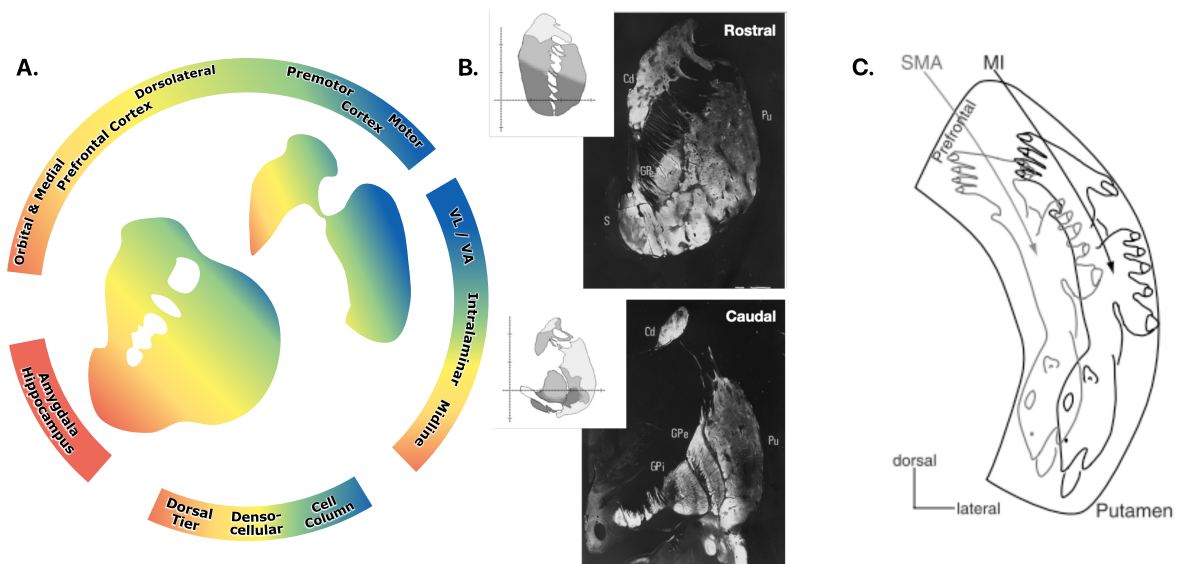 A.
Orbital & Medial
Prefrontal Cortex
Dorsolateral
Premotor
Cortex
Motor
VL / VA
Intralaminar
Midline
Amygdala
Hippocampus
Dorsal
Tier
Denso-
cellular
Cell
Column
B.
Rostral
Cd
Pu
GP
S
Caudal
Cd
GPe
Pu
GPi
C.
SMA
MI
Prefrontal
dorsal
lateral
Putamen